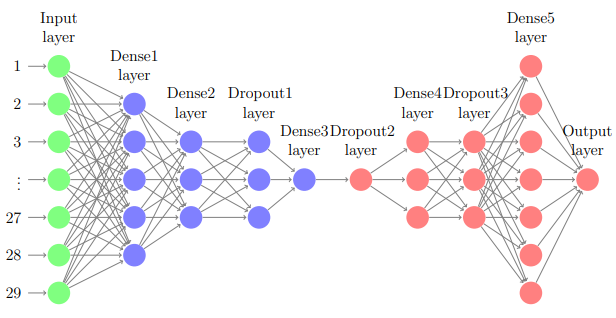 Input
layer
Dense1
layer
Dense2
layer
Dropout1
layer
Dense3
layer
Dropout2
layer
Dense4
layer
Dropout3
layer
Dense5
layer
Output
layer
1
2
3
⋮
27
28
29